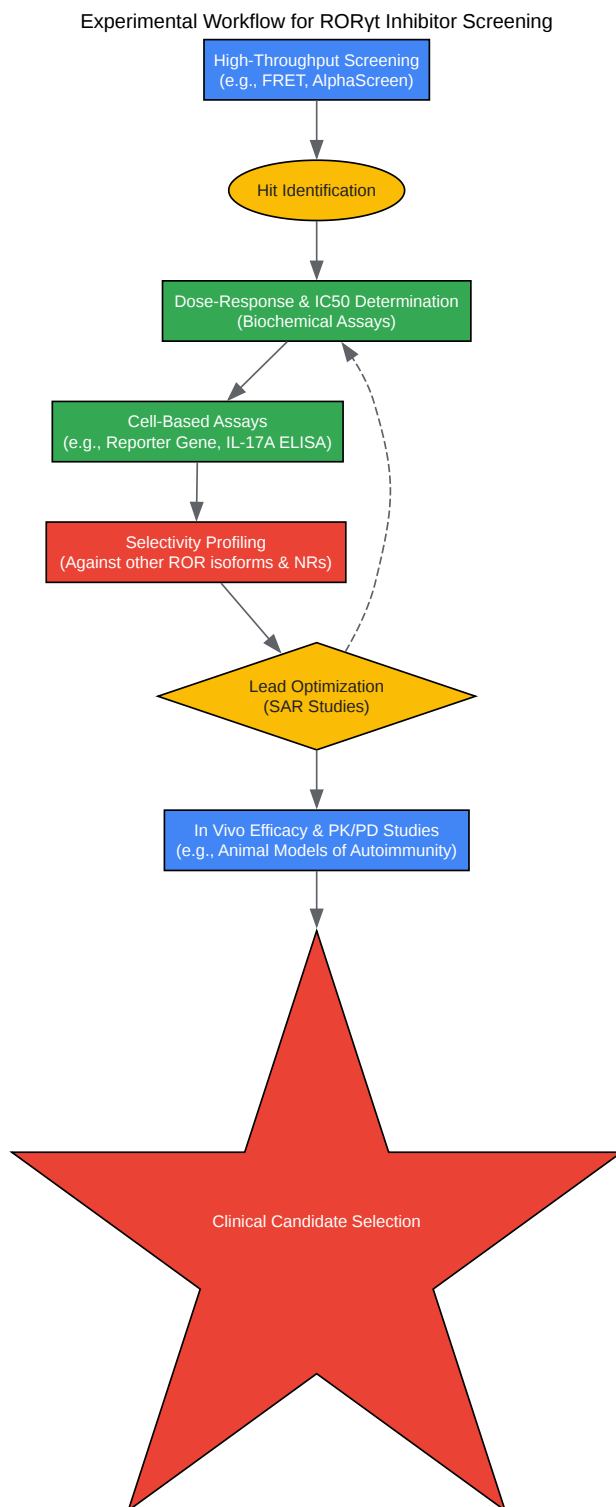 Experimental Workflow for RORγt Inhibitor Screening
High-Throughput Screening
(e.g., FRET, AlphaScreen)
Hit Identification
Dose-Response & IC50 Determination
(Biochemical Assays)
Cell-Based Assays
(e.g., Reporter Gene, IL-17A ELISA)
Selectivity Profiling
(Against other ROR isoforms & NRs)
Lead Optimization
(SAR Studies)
In Vivo Efficacy & PK/PD Studies
(e.g., Animal Models of Autoimmunity)
Clinical Candidate Selection